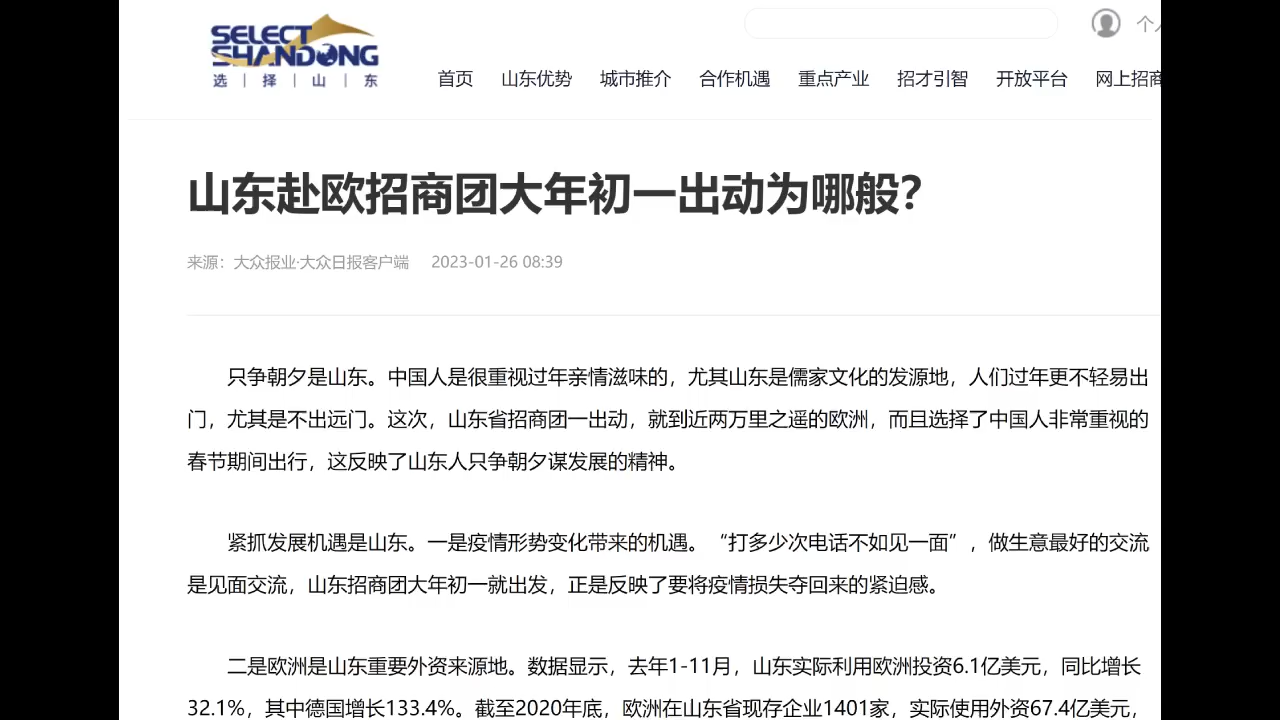 SELECT
SHANDONG
选 | 择 | 山 | 东
个人
首页 山东优势 城市推介 合作机遇 重点产业 招才引智 开放平台 网上招商
山东赴欧招商团大年初一出动为哪般?
来源：大众报业·大众日报客户端 2023-01-26 08:39
只争朝夕是山东。中国人是很重视过年亲情滋味的，尤其山东是儒家文化的发源地，人们过年更不轻易出
门，尤其是不出远门。这次，山东省招商团一出动，就到近两万里之遥的欧洲，而且选择了中国人非常重视的
春节期间出行，这反映了山东人只争朝夕谋发展的精神。
紧抓发展机遇是山东。一是疫情形势变化带来的机遇。“打多少次电话不如见一面”，做生意最好的交流
是见面交流，山东招商团大年初一就出发，正是反映了要将疫情损失夺回来的紧迫感。
二是欧洲是山东重要外资来源地。数据显示，去年1-11月，山东实际利用欧洲投资6.1亿美元，同比增长
32.1%，其中德国增长133.4%。截至2020年底，欧洲在山东省现存企业1401家，实际使用外资67.4亿美元，